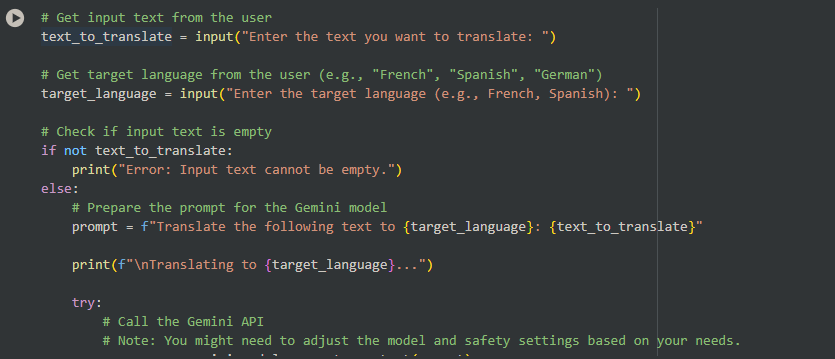 # Get input text from the user
text_to_translate = input("Enter the text you want to translate: ")
# Get target language from the user (e.g., "French", "Spanish", "German")
target_language = input("Enter the target language (e.g., French, Spanish): ")
# Check if input text is empty
if not text_to_translate:
    print("Error: Input text cannot be empty.")
else:
    # Prepare the prompt for the Gemini model
    prompt = f"Translate the following text to {target_language}: {text_to_translate}"
    print(f"\nTranslating to {target_language}...")
    try:
        # Call the Gemini API
        # Note: You might need to adjust the model and safety settings based on your needs.